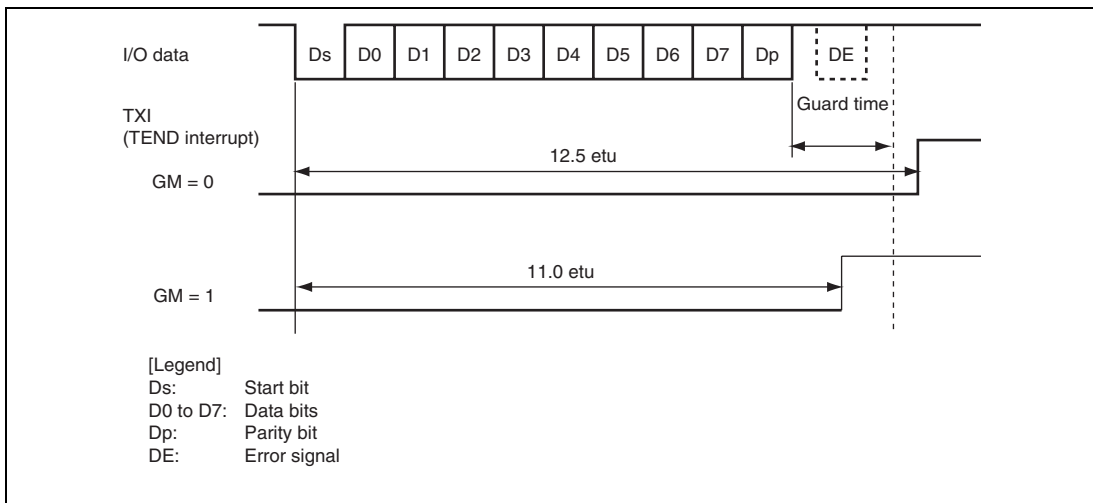 I/O data
Ds D0 D1 D2 D3 D4 D5 D6 D7 Dp DE
Guard time
TXI
(TEND interrupt)
12.5 etu
GM = 0
11.0 etu
GM = 1
[Legend]
Ds: Start bit
D0 to D7: Data bits
Dp: Parity bit
DE: Error signal